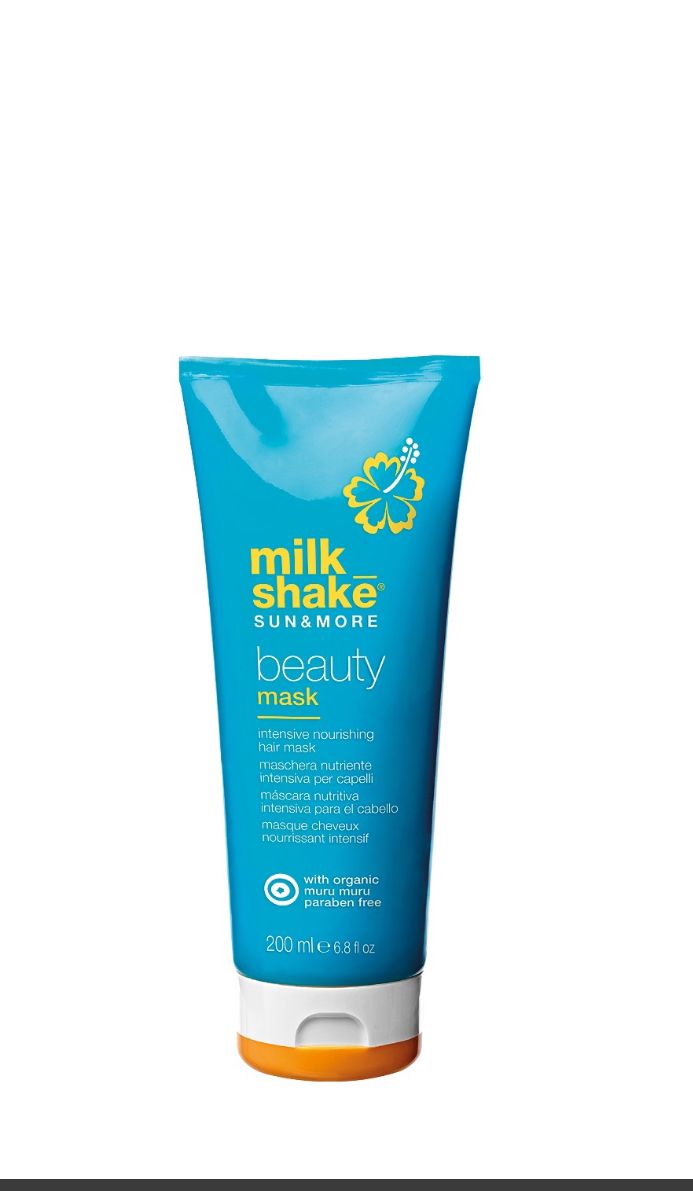 milk_
shake®
SUN&MORE
beauty
mask
intensive nourishing
hair mask
maschera nutriente
intensiva per capelli
máscara nutritiva
intensiva para el cabello
masque cheveux
nourrissant intensif
with organic
muru muru
paraben free
200 ml ℮ 6.8 fl oz